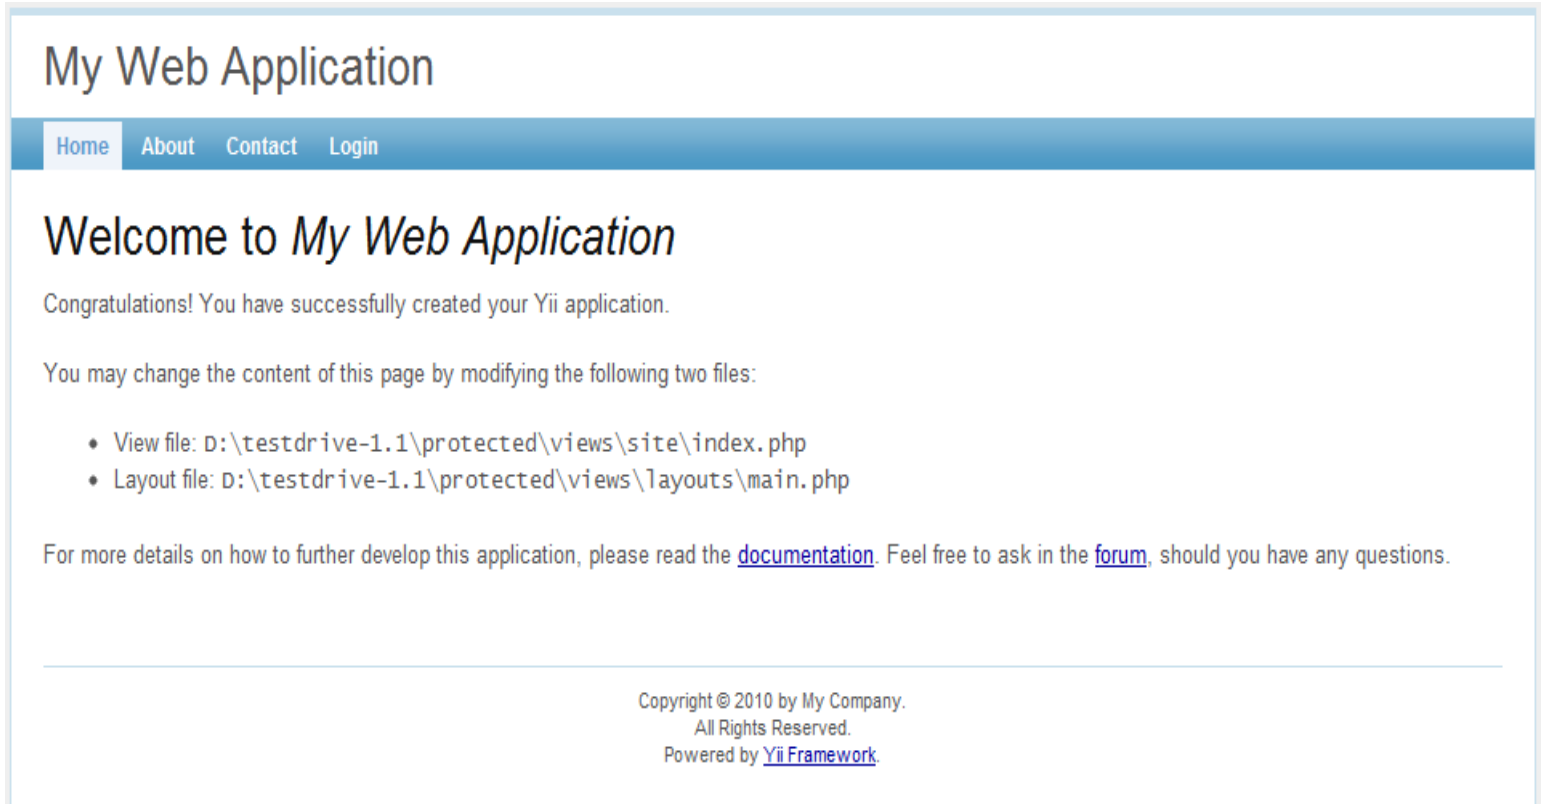 My Web Application
Home About Contact Login
Welcome to My Web Application
Congratulations! You have successfully created your Yii application.
You may change the content of this page by modifying the following two files:
• View file: D:\testdrive-1.1\protected\views\site\index.php
• Layout file: D:\testdrive-1.1\protected\views\layouts\main.php
For more details on how to further develop this application, please read the documentation. Feel free to ask in the forum, should you have any questions.
Copyright © 2010 by My Company.
All Rights Reserved.
Powered by Yii Framework.